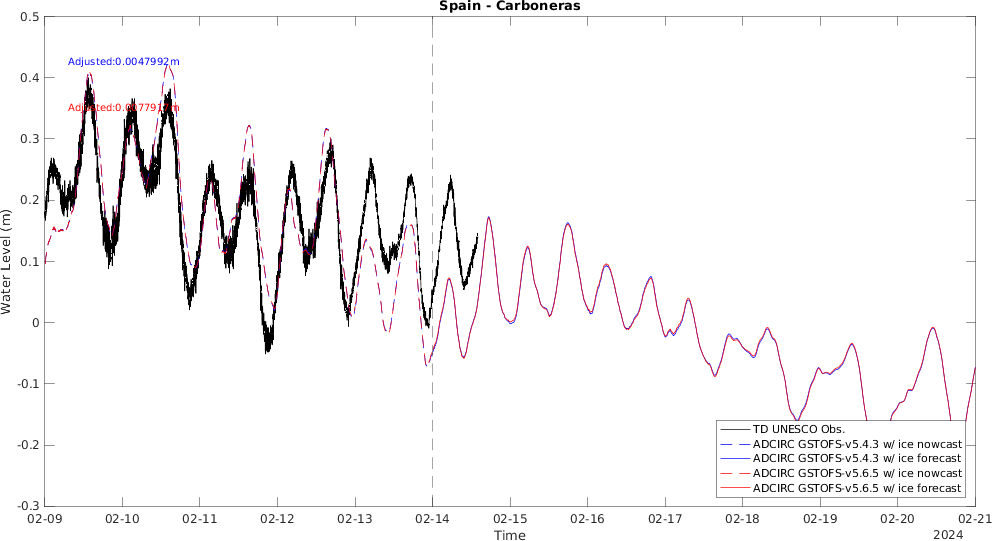 Spain - Carboneras
0.5
Adjusted:0.0047992m
0.4
0.3
0.2
0.1
0
-0.1
-0.2
-0.3
Water Level (m)
TD UNESCO Obs.
ADCIRC GSTOFS-v5.4.3 w/ ice nowcast
ADCIRC GSTOFS-v5.4.3 w/ ice forecast
ADCIRC GSTOFS-v5.6.5 w/ ice nowcast
ADCIRC GSTOFS-v5.6.5 w/ ice forecast
02-09 02-10 02-11 02-12 02-13 02-14 02-15 02-16 02-17 02-18 02-19 02-20 02-21
Time
2024